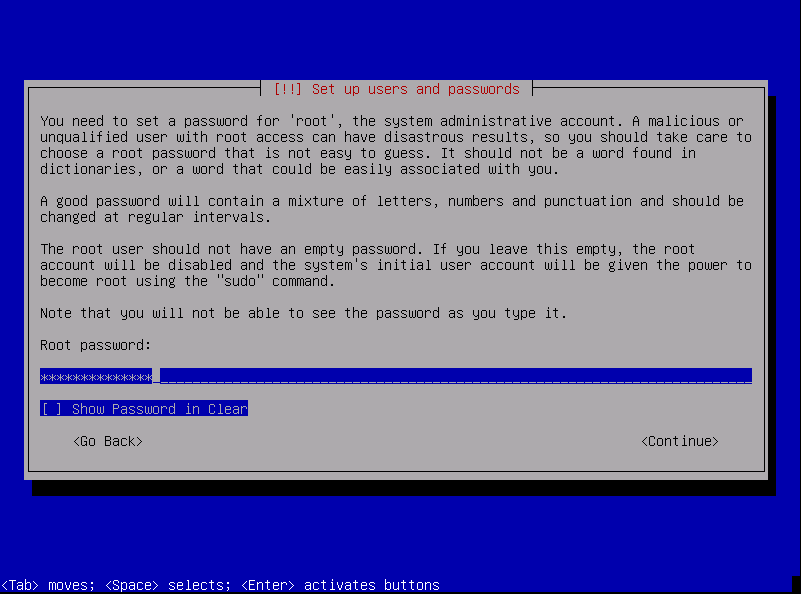 [!!] Set up users and passwords
You need to set a password for 'root', the system administrative account. A malicious or
unqualified user with root access can have disastrous results, so you should take care to
choose a root password that is not easy to guess. It should not be a word found in
dictionaries, or a word that could be easily associated with you.
A good password will contain a mixture of letters, numbers and punctuation and should be
changed at regular intervals.
The root user should not have an empty password. If you leave this empty, the root
account will be disabled and the system's initial user account will be given the power to
become root using the "sudo" command.
Note that you will not be able to see the password as you type it.
Root password:
**************
[ ] Show Password in Clear
<Go Back> <Continue>
<Tab> moves; <Space> selects; <Enter> activates buttons